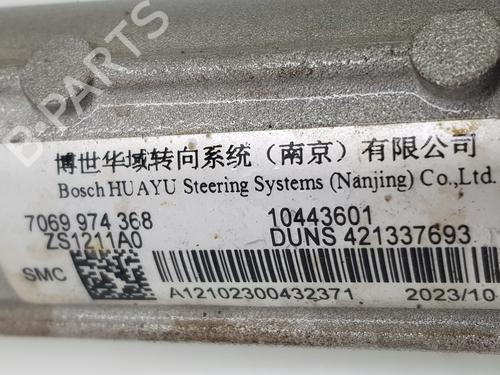 博世华域转向系统（南京）有限公司
Bosch HUAYU Steering Systems (Nanjing) Co.,Ltd.
7069 974 368 10443601
ZS1211A0 DUNS 421337693
SMC
A12102300432371 2023/10
B-PARTS